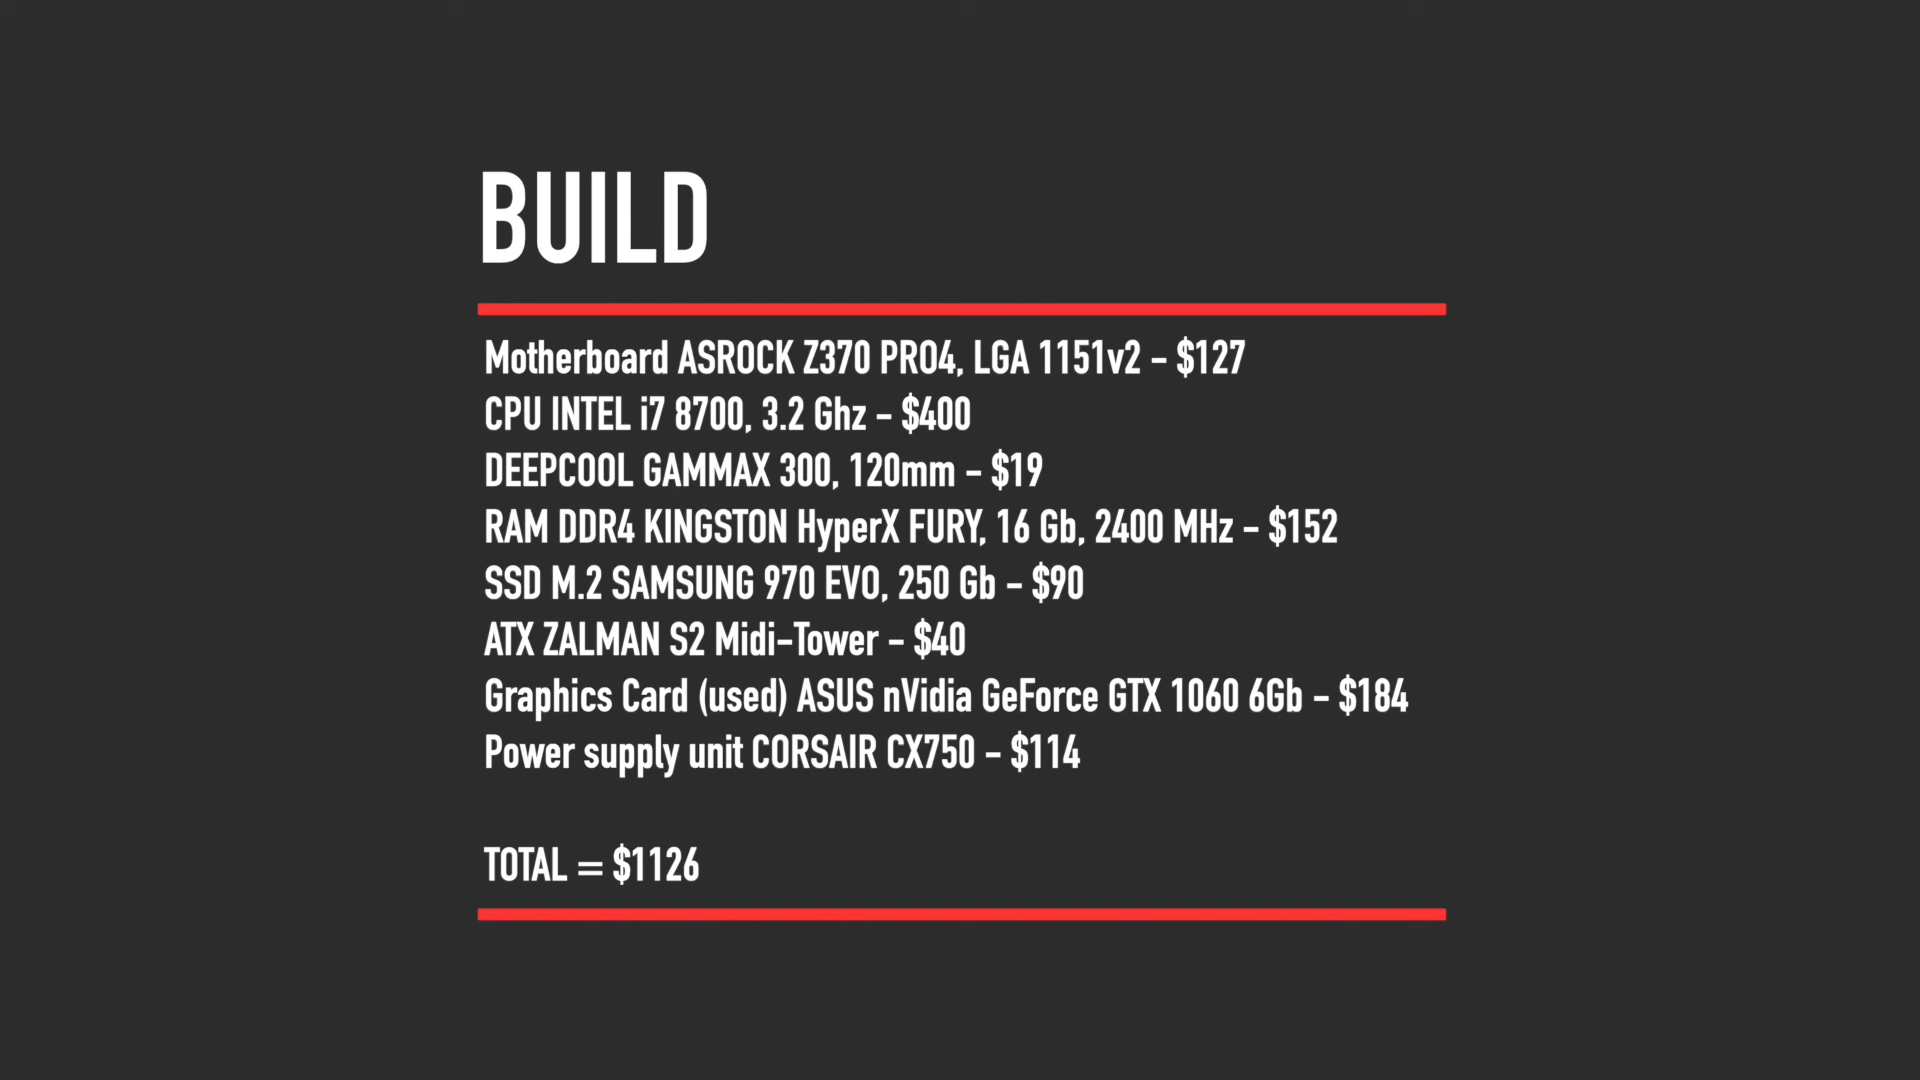 BUILD
Motherboard ASROCK Z370 PRO4, LGA 1151v2 - $127
CPU INTEL i7 8700, 3.2 Ghz - $400
DEEPCOOL GAMMAX 300, 120mm - $19
RAM DDR4 KINGSTON HyperX FURY, 16 Gb, 2400 MHz - $152
SSD M.2 SAMSUNG 970 EVO, 250 Gb - $90
ATX ZALMAN S2 Midi-Tower - $40
Graphics Card (used) ASUS nVidia GeForce GTX 1060 6Gb - $184
Power supply unit CORSAIR CX750 - $114
TOTAL = $1126